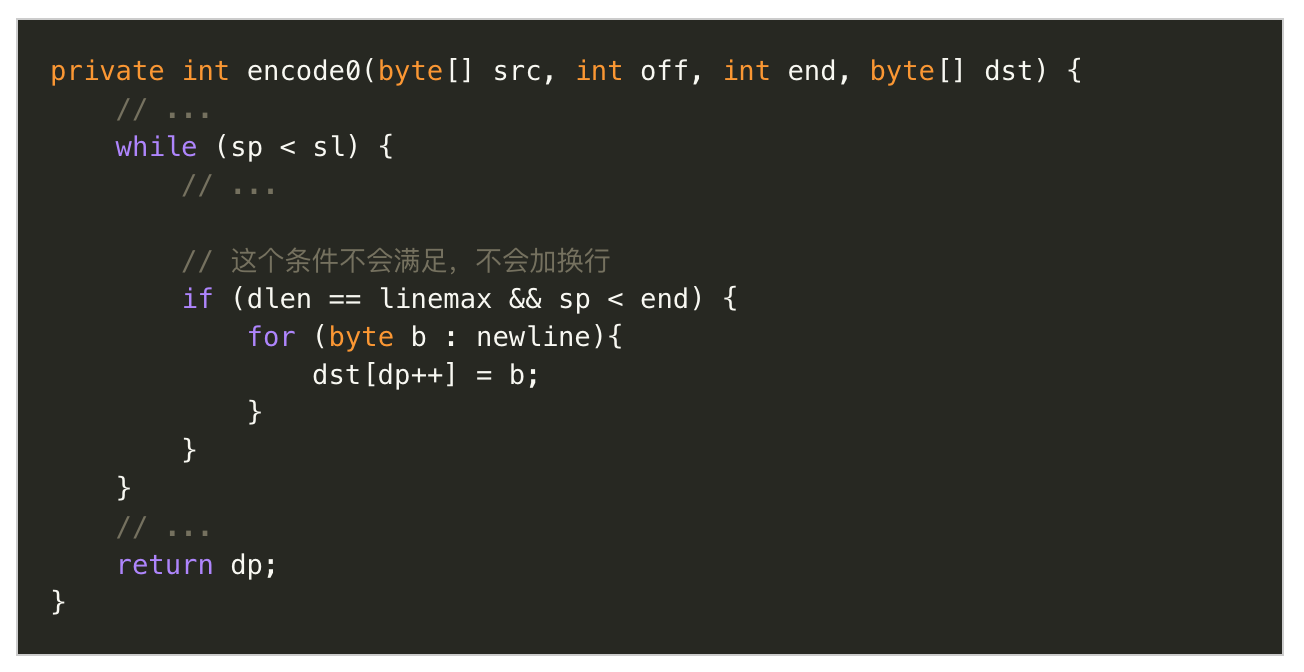 private int encode0(byte[] src, int off, int end, byte[] dst) {
    // ...
    while (sp < sl) {
        // ...

        // 这个条件不会满足，不会加换行
        if (dlen == linemax && sp < end) {
            for (byte b : newline){
                dst[dp++] = b;
            }
        }
    }
    // ...
    return dp;
}